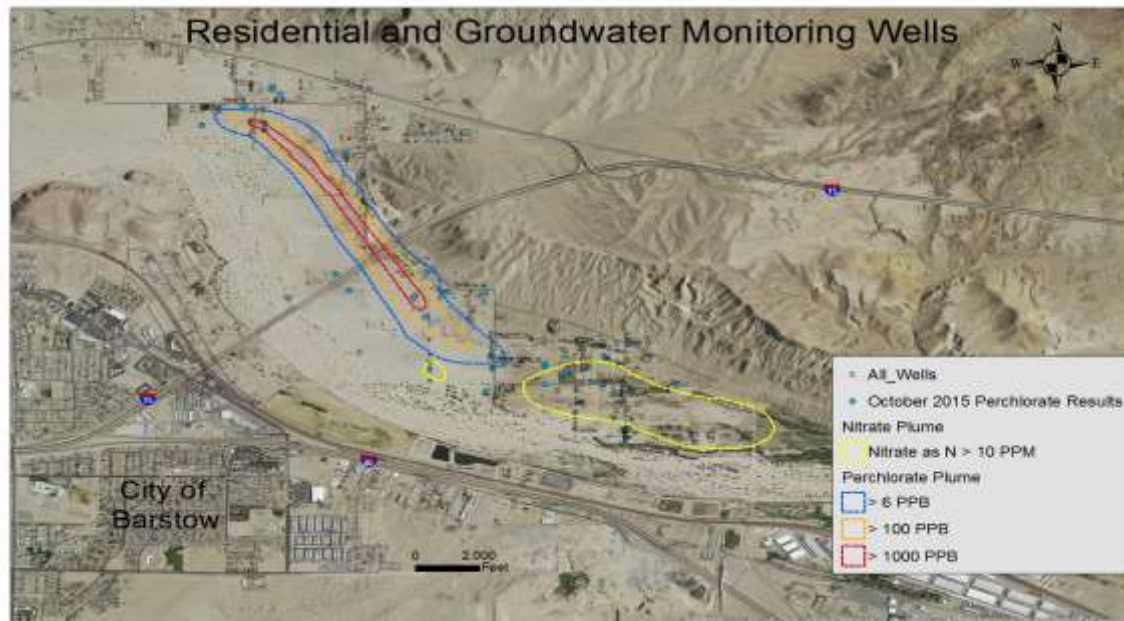 Residential and Groundwater Monitoring Wells
N
W E
S
15
All_Wells
October 2015 Perchlorate Results
Nitrate Plume
Nitrate as N > 10 PPM
Perchlorate Plume
> 6 PPB
> 100 PPB
> 1000 PPB
City of
Barstow
0 2,000
Feet